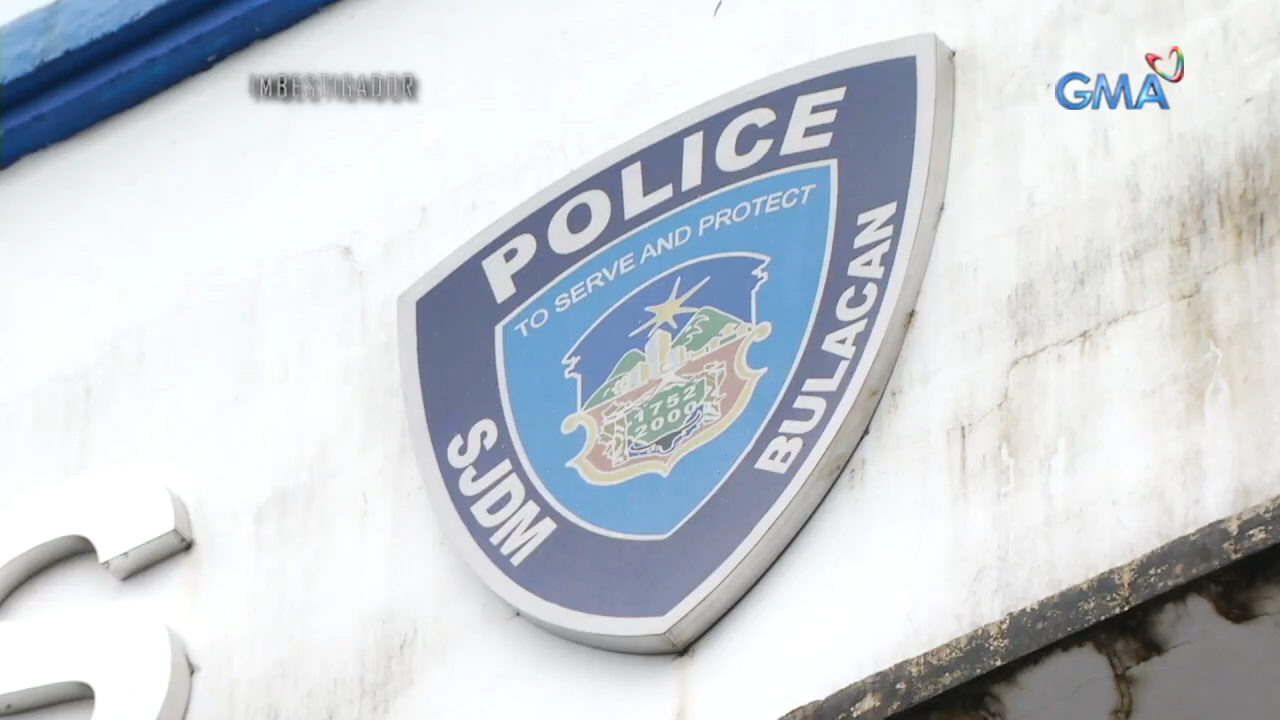 IMBESTIGADOR
GMA
POLICE
TO SERVE AND PROTECT
1752
2000
SJDM
BULACAN
S